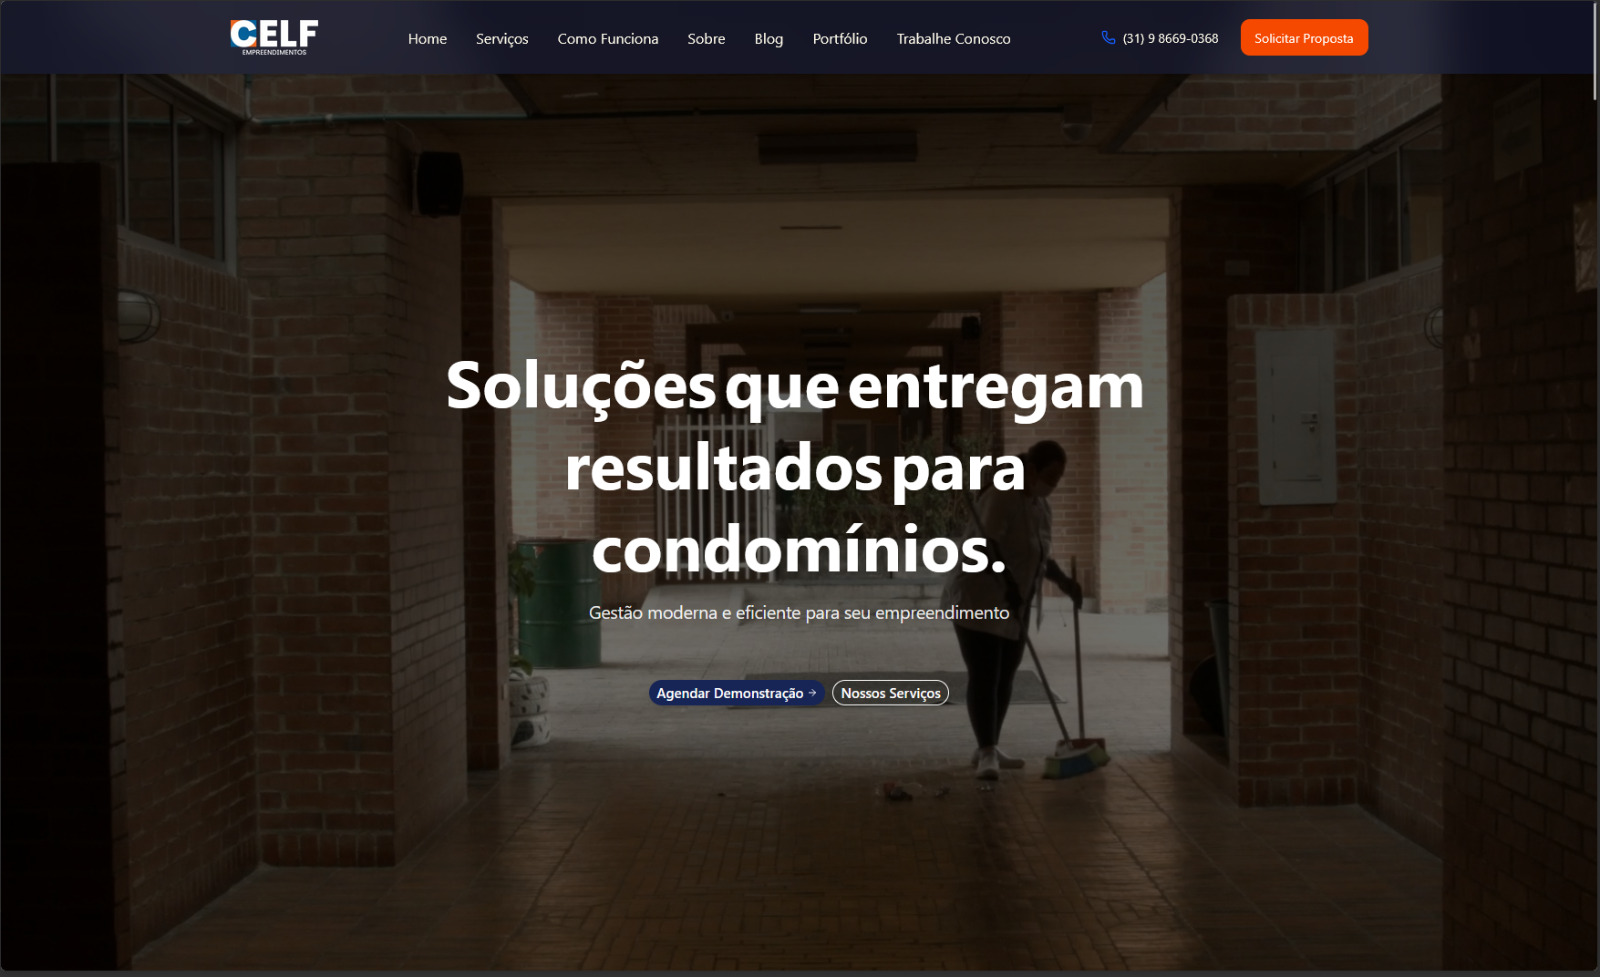 CELF
EMPREENDIMENTOS
Home
Serviços
Como Funciona
Sobre
Blog
Portfólio
Trabalhe Conosco
(31) 9 8669-0368
Solicitar Proposta
Soluções que entregam
resultados para
condomínios.
Gestão moderna e eficiente para seu empreendimento
Agendar Demonstração →
Nossos Serviços